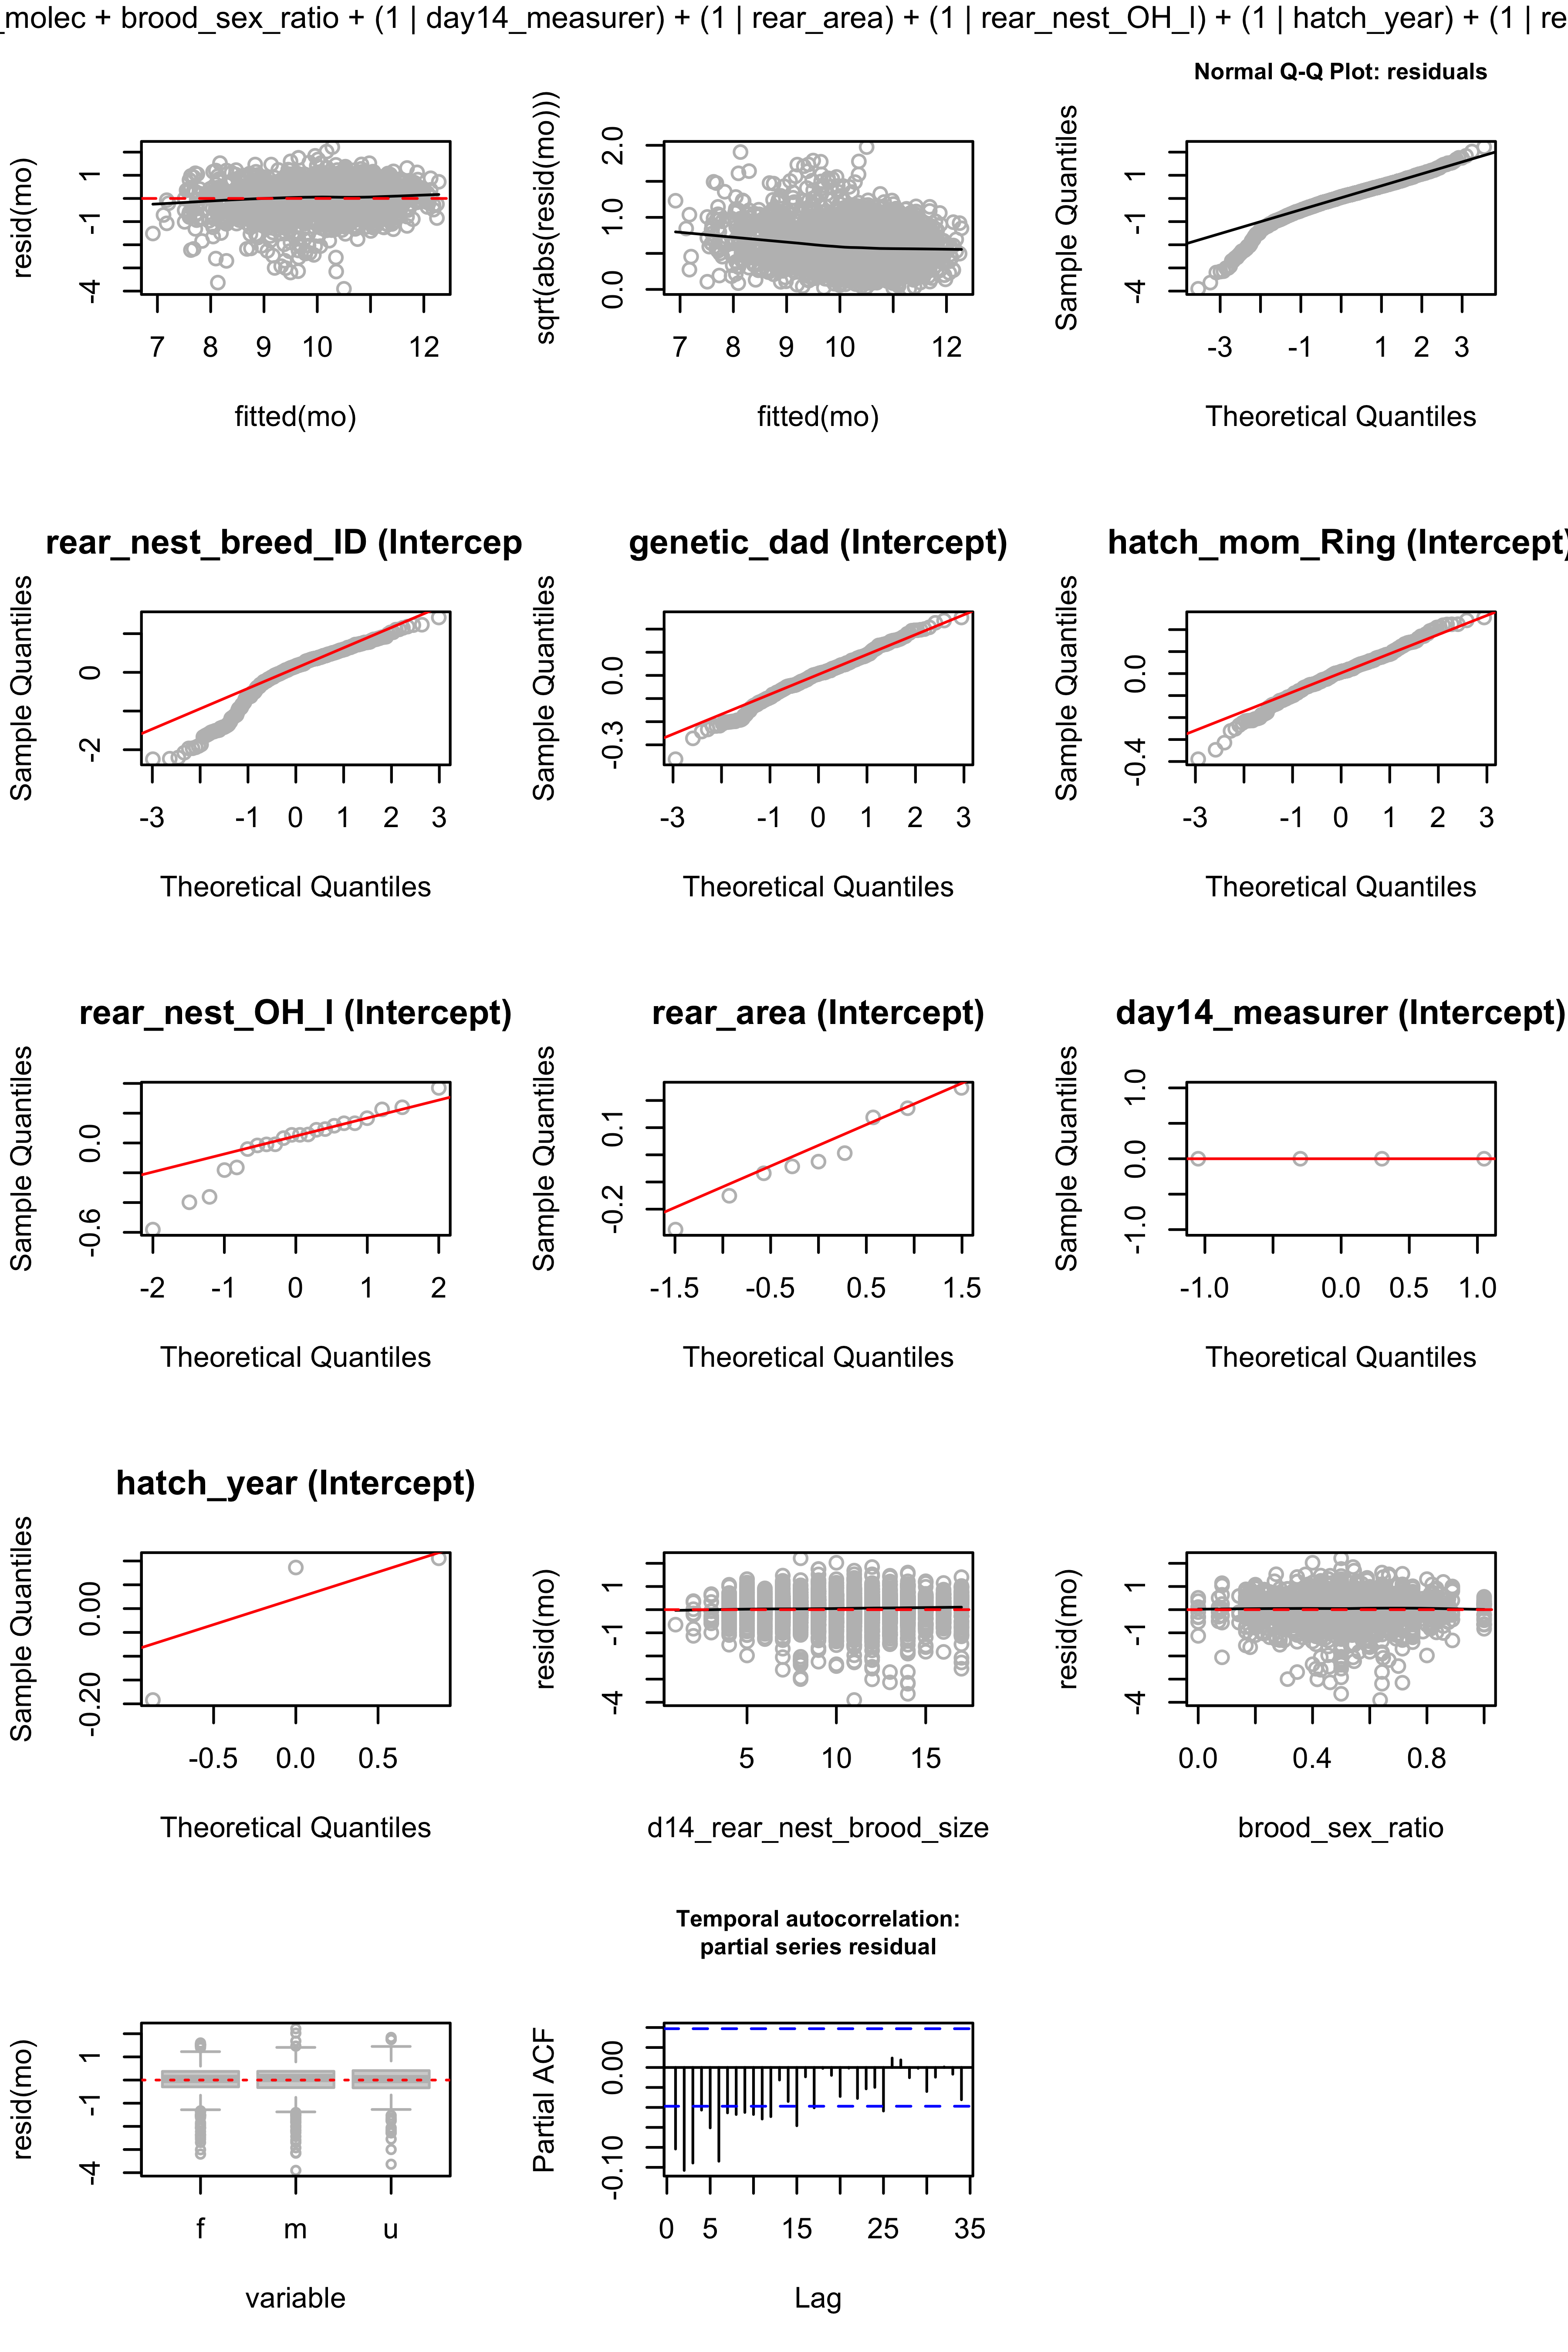 _molec + brood_sex_ratio + (1 | day14_measurer) + (1 | rear_area) + (1 | rear_nest_OH_l) + (1 | hatch_year) + (1 | re
Normal Q-Q Plot: residuals
resid(mo)
1
-1
-4
7 8 9 10 12
fitted(mo)
sqrt(abs(resid(mo)))
2.0
1.0
0.0
7 8 9 10 12
fitted(mo)
Sample Quantiles
1
-1
-4
-3 -1 1 2 3
Theoretical Quantiles
rear_nest_breed_ID (Intercep
Sample Quantiles
0
-2
-3 -1 0 1 2 3
Theoretical Quantiles
genetic_dad (Intercept)
Sample Quantiles
0.0
-0.3
-3 -1 0 1 2 3
Theoretical Quantiles
hatch_mom_Ring (Intercept)
Sample Quantiles
0.0
-0.4
-3 -1 0 1 2 3
Theoretical Quantiles
rear_nest_OH_l (Intercept)
Sample Quantiles
0.0
-0.6
-2 -1 0 1 2
Theoretical Quantiles
rear_area (Intercept)
Sample Quantiles
0.1
-0.2
-1.5 -0.5 0.5 1.5
Theoretical Quantiles
day14_measurer (Intercept)
Sample Quantiles
1.0
0.0
-1.0
-1.0 0.0 0.5 1.0
Theoretical Quantiles
hatch_year (Intercept)
Sample Quantiles
0.00
-0.20
-0.5 0.0 0.5
Theoretical Quantiles
resid(mo)
1
-1
-4
5 10 15
d14_rear_nest_brood_size
resid(mo)
1
-1
-4
0.0 0.4 0.8
brood_sex_ratio
resid(mo)
1
-1
-4
f m u
variable
Temporal autocorrelation:
partial series residual
Partial ACF
0.00
-0.10
0 5 15 25 35
Lag